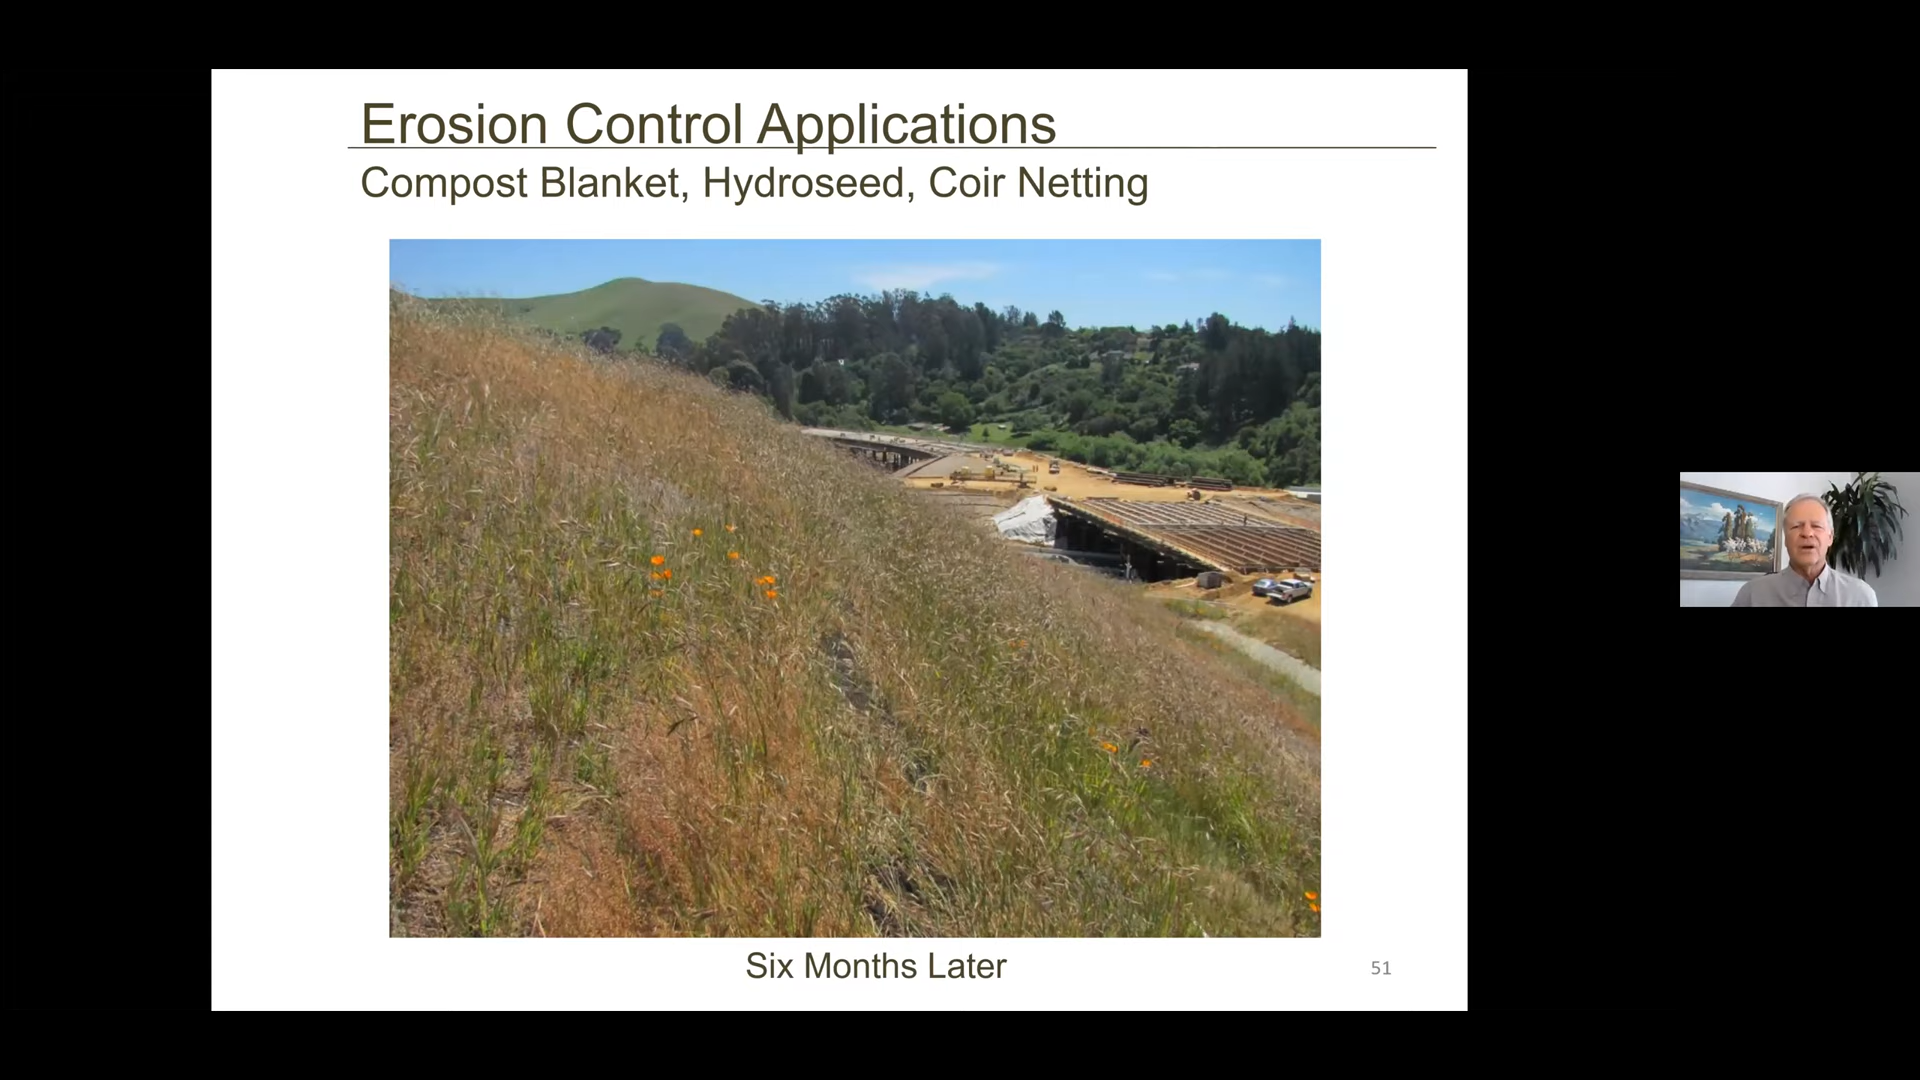 Erosion Control Applications
Compost Blanket, Hydroseed, Coir Netting
Six Months Later
51